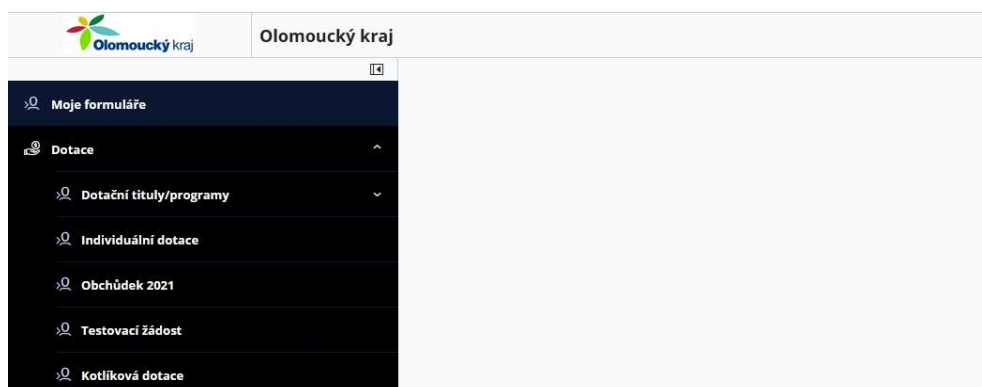 Olomoucký kraj
Olomoucký kraj
Moje formuláře
Dotace
Dotační tituly/programy
Individuální dotace
Obchůdek 2021
Testovací žádost
Kotlíková dotace